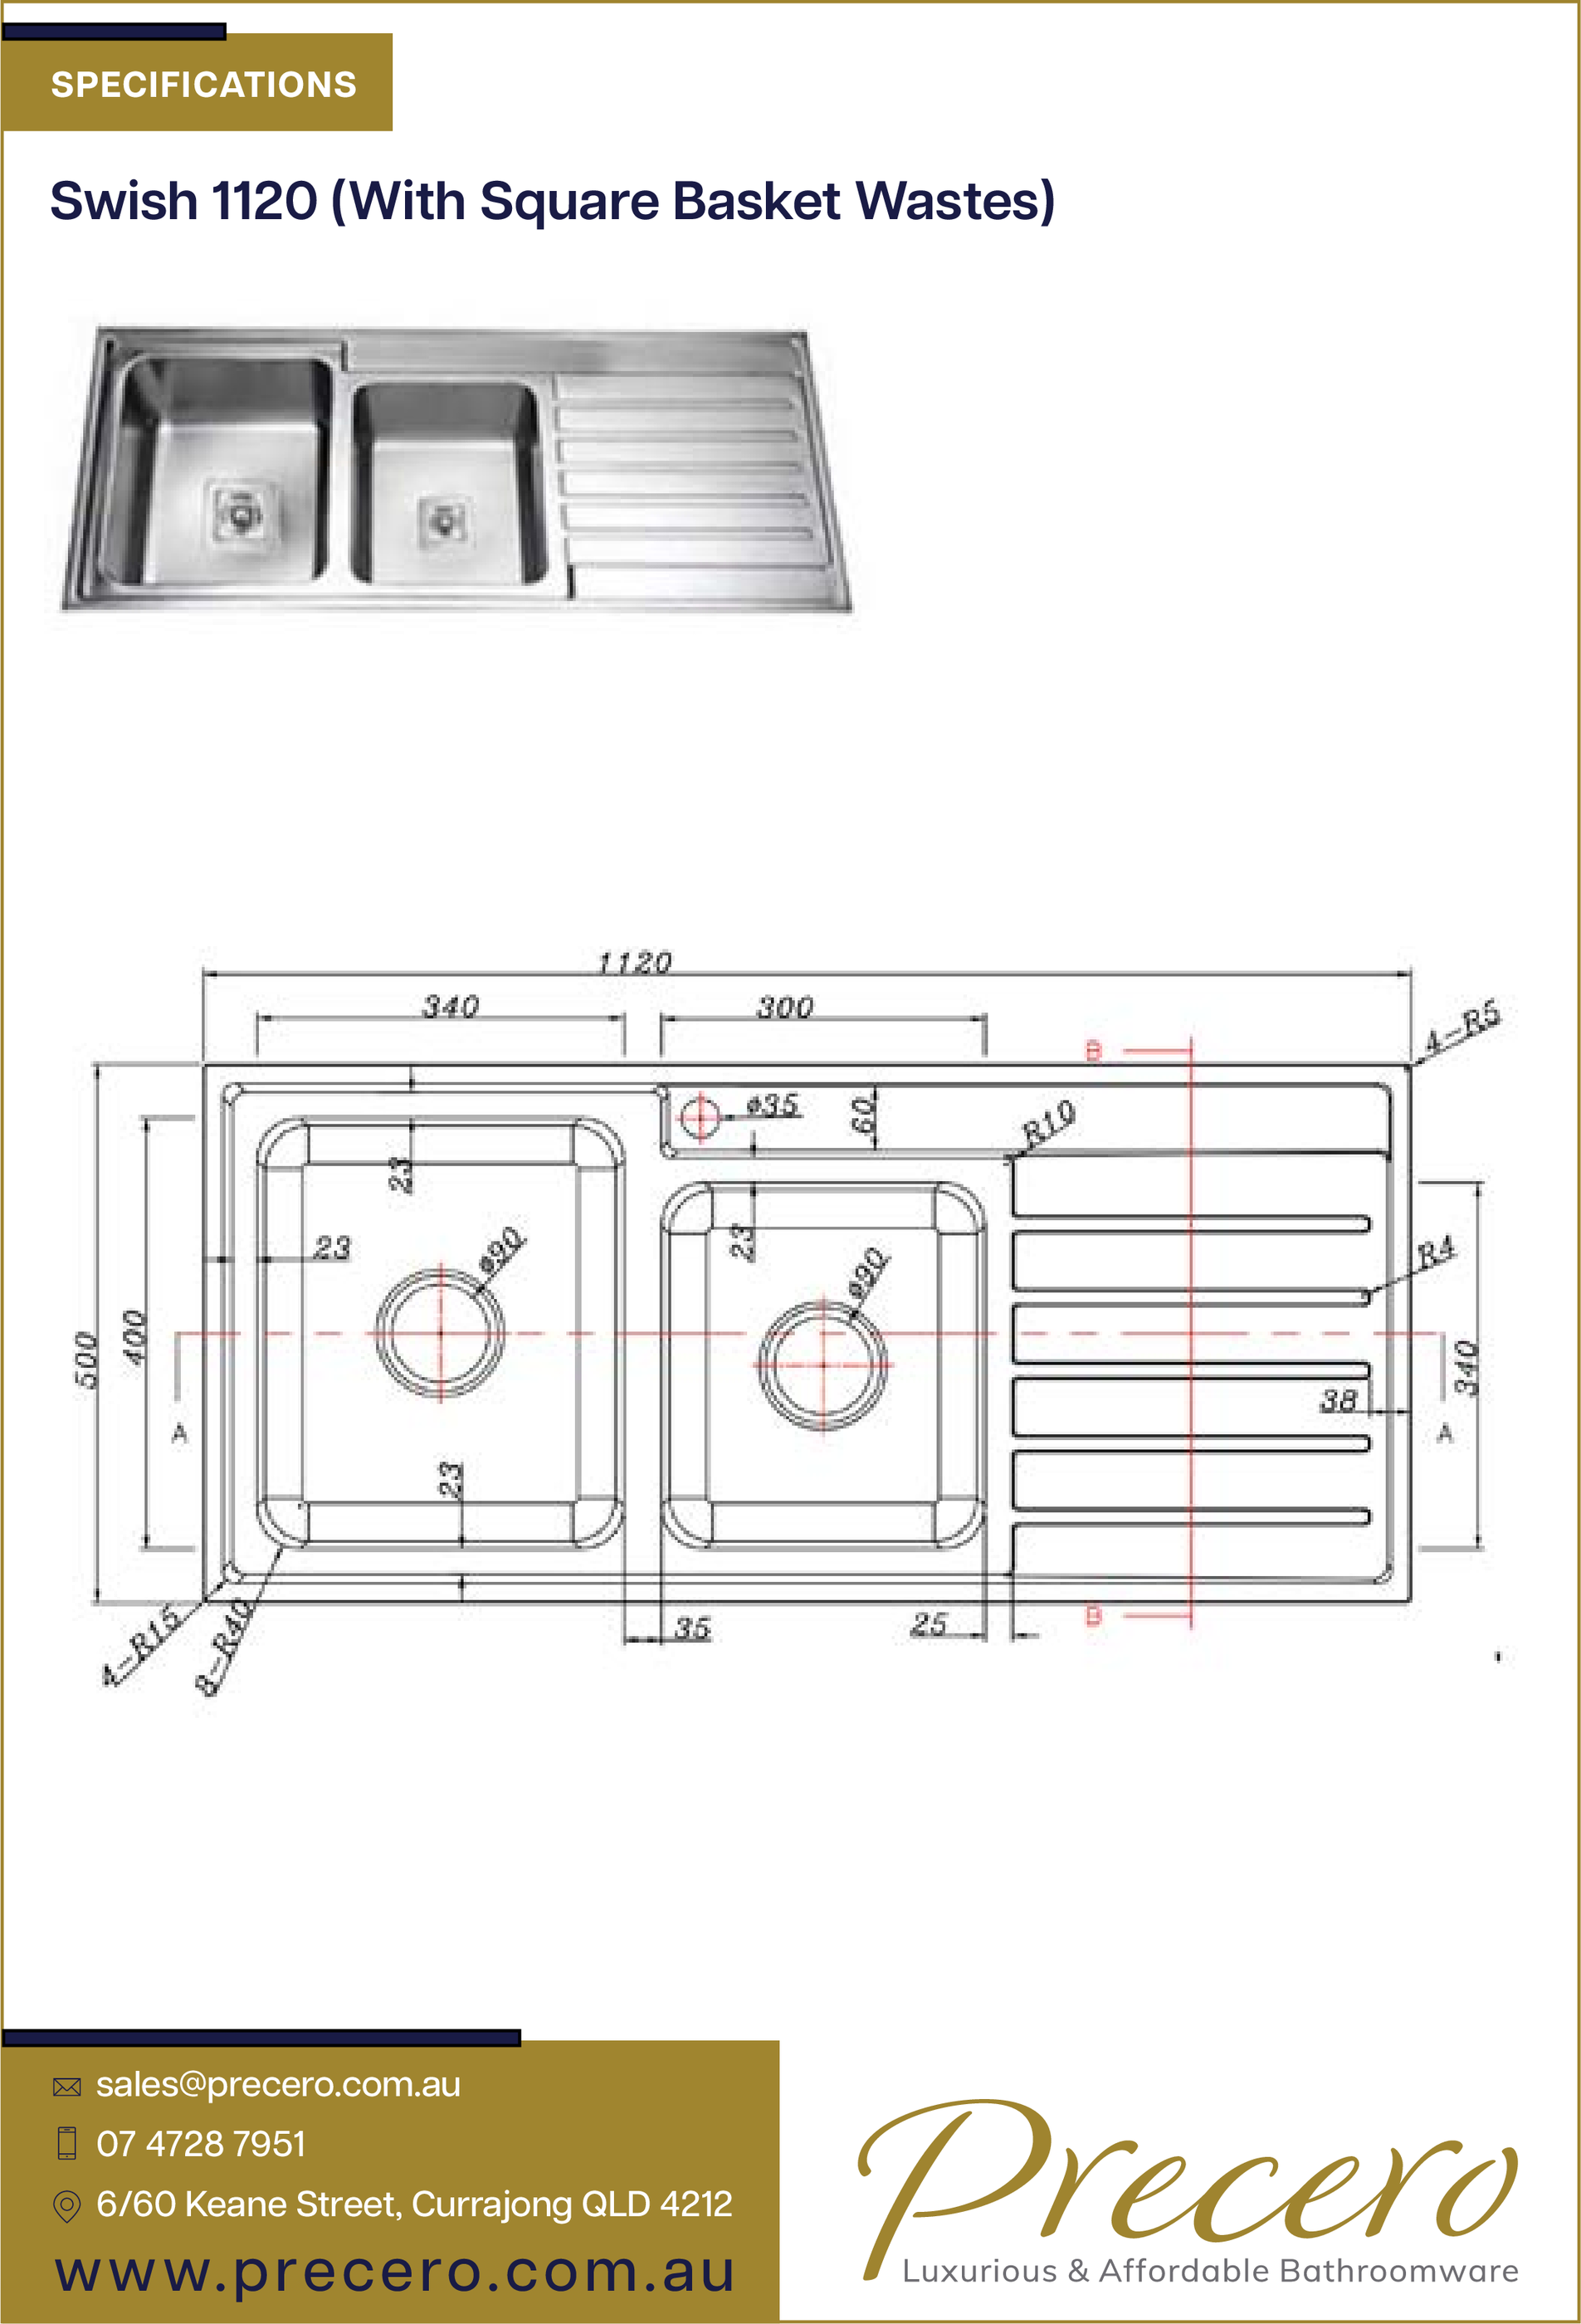 SPECIFICATIONS
Swish 1120 (With Square Basket Wastes)
1120
340
300
4-R5
B
ø35
60
R10
23
23
23
ø90
ø90
R4
500
400
340
38
A
A
23
35
25
B
4-R15
8-R40
sales@precero.com.au
07 4728 7951
6/60 Keane Street, Currajong QLD 4212
www.precero.com.au
Precero
Luxurious & Affordable Bathroomware